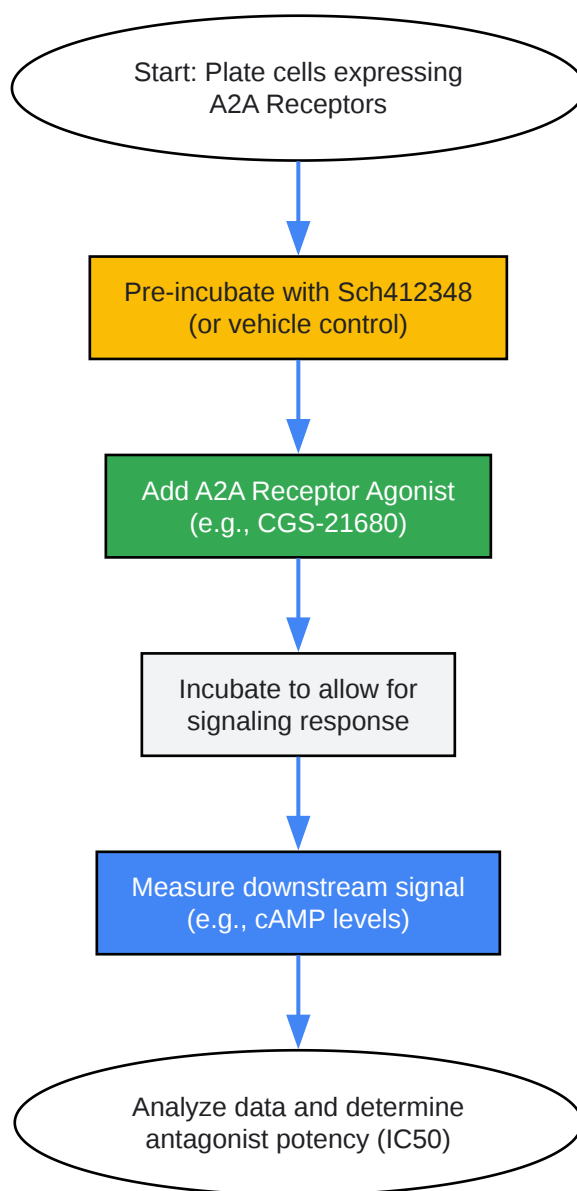 Start: Plate cells expressing
A2A Receptors
Pre-incubate with Sch412348
(or vehicle control)
Add A2A Receptor Agonist
(e.g., CGS-21680)
Incubate to allow for
signaling response
Measure downstream signal
(e.g., cAMP levels)
Analyze data and determine
antagonist potency (IC50)